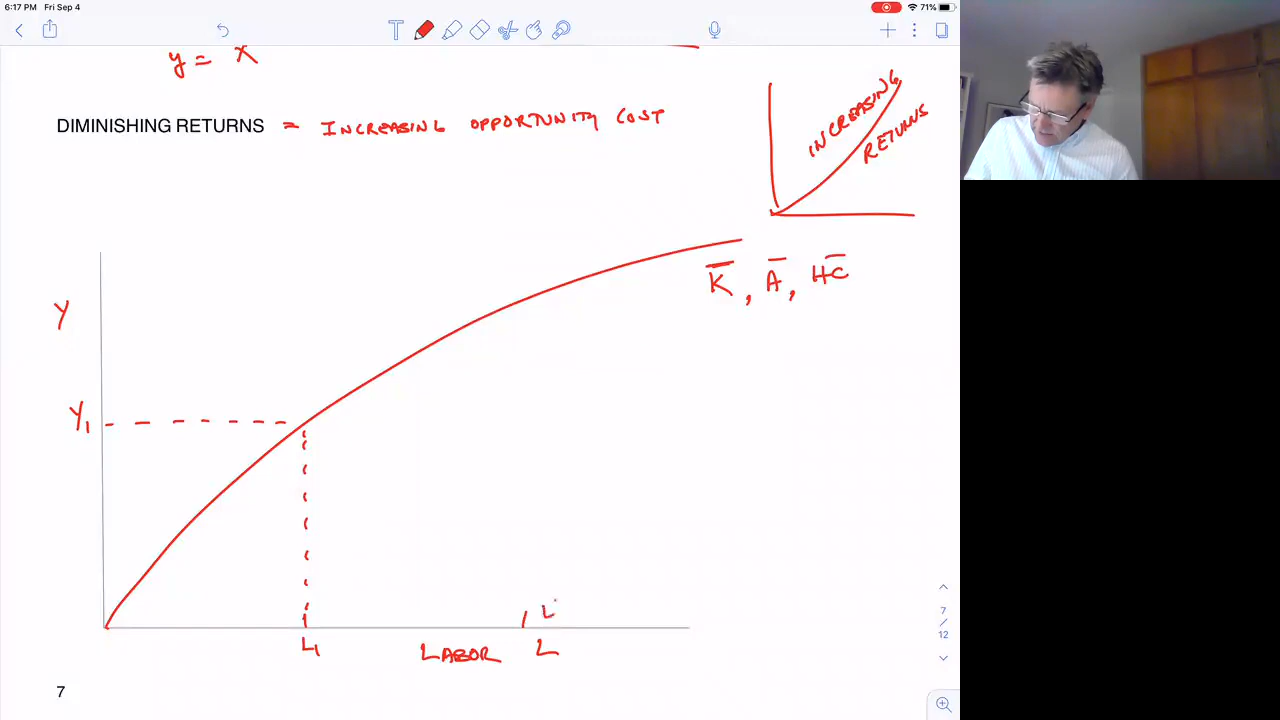 6:17 PM Fri Sep 4
71%
T
y = x
DIMINISHING RETURNS = INCREASING OPPORTUNITY COST
INCREASING
RETURNS
K̅, A̅, H̅C̅
Y
Y₁
L
L₁
LABOR L
7
7
/
12